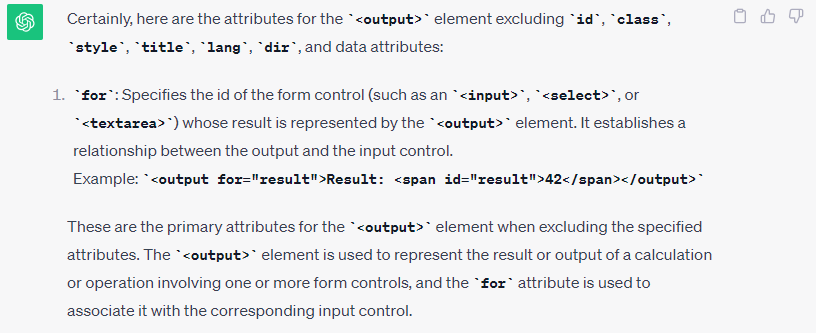 Certainly, here are the attributes for the `<output>` element excluding `id`, `class`,
`style`, `title`, `lang`, `dir`, and data attributes:
1. `for`: Specifies the id of the form control (such as an `<input>`, `<select>`, or
`<textarea>`) whose result is represented by the `<output>` element. It establishes a
relationship between the output and the input control.
Example: `<output for="result">Result: <span id="result">42</span></output>`
These are the primary attributes for the `<output>` element when excluding the specified
attributes. The `<output>` element is used to represent the result or output of a calculation
or operation involving one or more form controls, and the `for` attribute is used to
associate it with the corresponding input control.